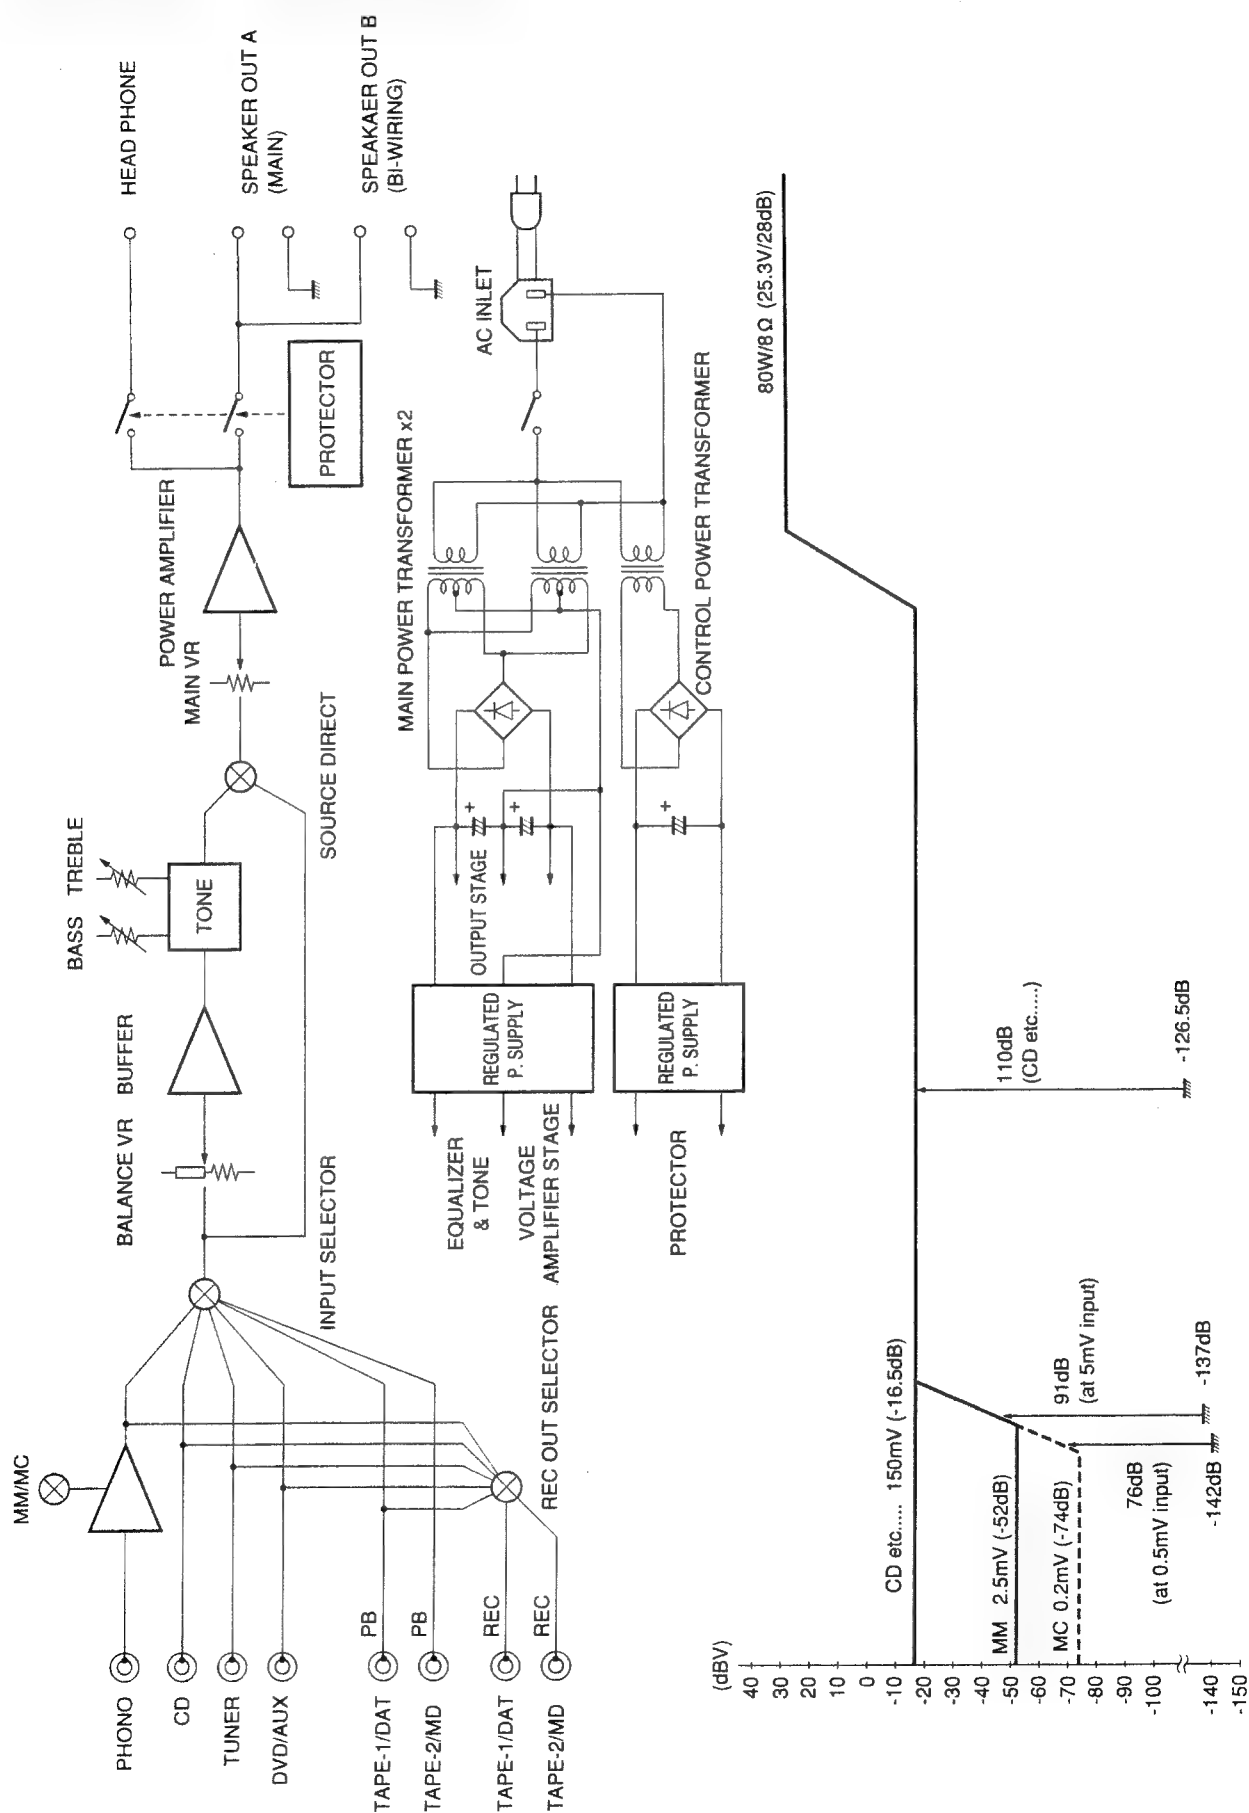 MM/MC
PHONO
CD
TUNER
DVD/AUX
TAPE-1/DAT
PB
TAPE-2/MD
PB
TAPE-1/DAT
REC
TAPE-2/MD
REC
INPUT SELECTOR
REC OUT SELECTOR
BALANCE VR
BUFFER
BASS
TREBLE
TONE
SOURCE DIRECT
MAIN VR
POWER AMPLIFIER
PROTECTOR
HEAD PHONE
SPEAKER OUT A
(MAIN)
SPEAKAER OUT B
(BI-WIRING)
EQUALIZER
& TONE
VOLTAGE
AMPLIFIER STAGE
REGULATED
P. SUPPLY
OUTPUT STAGE
+
+
MAIN POWER TRANSFORMER x2
AC INLET
PROTECTOR
REGULATED
P. SUPPLY
+
CONTROL POWER TRANSFORMER
(dBV)
40
30
20
10
0
-10
-20
-30
-40
-50
-60
-70
-80
-90
-100
-140
-150
CD etc..... 150mV (-16.5dB)
MM 2.5mV (-52dB)
MC 0.2mV (-74dB)
76dB
(at 0.5mV input)
-142dB
91dB
(at 5mV input)
-137dB
110dB
(CD etc.....)
-126.5dB
80W/8Ω (25.3V/28dB)